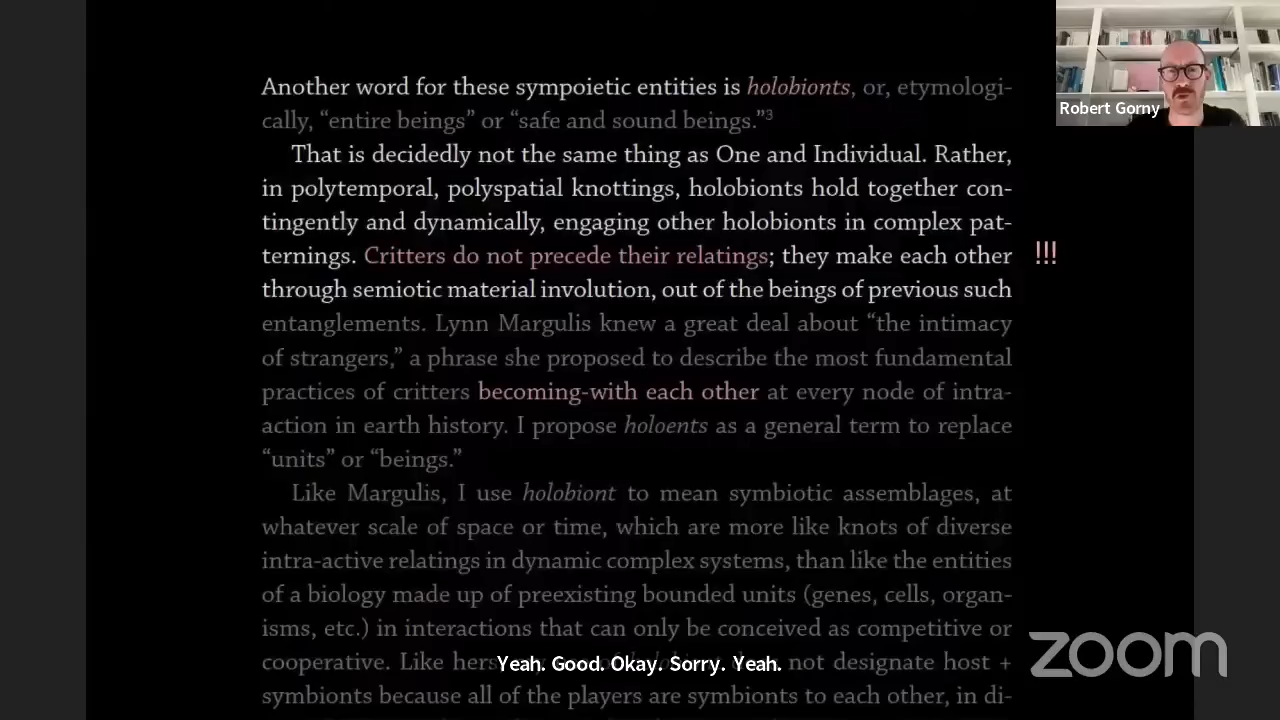 Another word for these sympoietic entities is holobionts, or, etymologi-
cally, “entire beings” or “safe and sound beings.”3
That is decidedly not the same thing as One and Individual. Rather,
in polytemporal, polyspatial knottings, holobionts hold together con-
tingently and dynamically, engaging other holobionts in complex pat-
ternings. Critters do not precede their relatings; they make each other
!!!
through semiotic material involution, out of the beings of previous such
entanglements. Lynn Margulis knew a great deal about “the intimacy
of strangers,” a phrase she proposed to describe the most fundamental
practices of critters becoming-with each other at every node of intra-
action in earth history. I propose holoents as a general term to replace
“units” or “beings.”
Like Margulis, I use holobiont to mean symbiotic assemblages, at
whatever scale of space or time, which are more like knots of diverse
intra-active relatings in dynamic complex systems, than like the entities
of a biology made up of preexisting bounded units (genes, cells, organ-
isms, etc.) in interactions that can only be conceived as competitive or
cooperative. Like hers not designate host +
symbionts because all of the players are symbionts to each other, in di-
Yeah. Good. Okay. Sorry. Yeah.
Robert Gorny
zoom